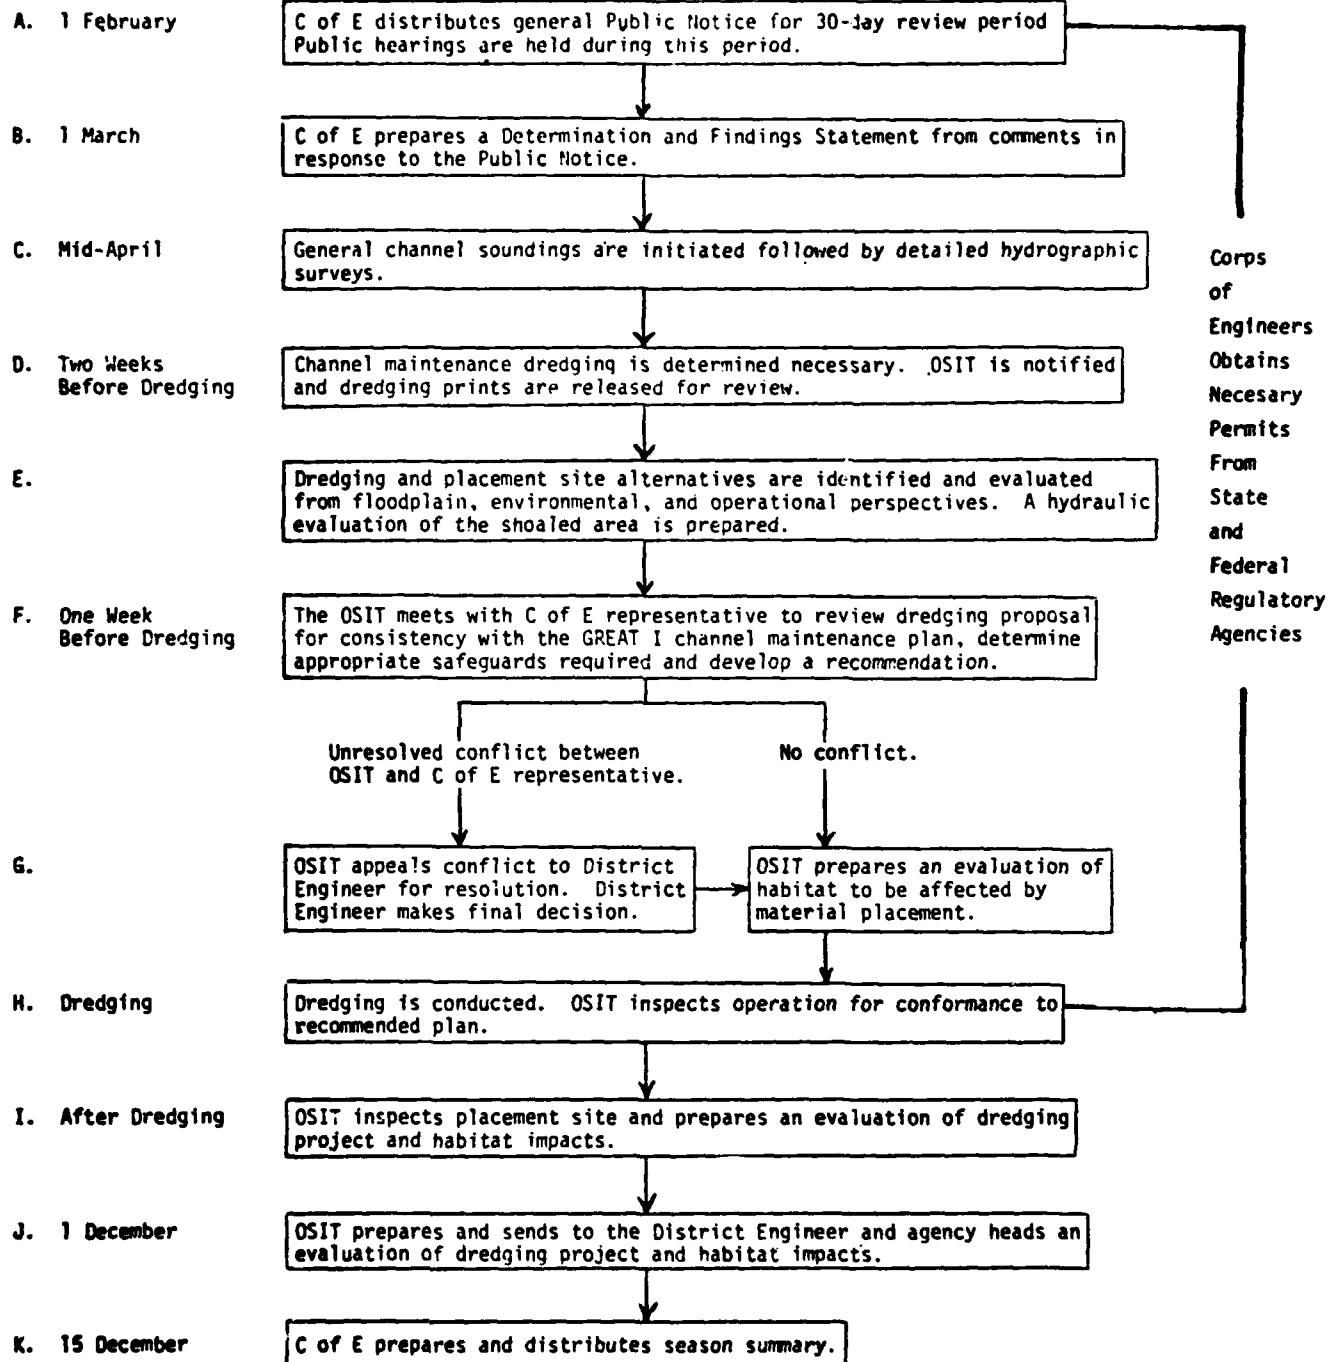 A. 1 February
C of E distributes general Public Notice for 30-day review period
Public hearings are held during this period.
B. 1 March
C of E prepares a Determination and Findings Statement from comments in
response to the Public Notice.
C. Mid-April
General channel soundings are initiated followed by detailed hydrographic
surveys.
D. Two Weeks
Before Dredging
Channel maintenance dredging is determined necessary. OSIT is notified
and dredging prints are released for review.
E.
Dredging and placement site alternatives are identified and evaluated
from floodplain, environmental, and operational perspectives. A hydraulic
evaluation of the shoaled area is prepared.
F. One Week
Before Dredging
The OSIT meets with C of E representative to review dredging proposal
for consistency with the GREAT I channel maintenance plan, determine
appropriate safeguards required and develop a recommendation.
Unresolved conflict between
OSIT and C of E representative.
No conflict.
G.
OSIT appeals conflict to District
Engineer for resolution. District
Engineer makes final decision.
OSIT prepares an evaluation of
habitat to be affected by
material placement.
H. Dredging
Dredging is conducted. OSIT inspects operation for conformance to
recommended plan.
I. After Dredging
OSIT inspects placement site and prepares an evaluation of dredging
project and habitat impacts.
J. 1 December
OSIT prepares and sends to the District Engineer and agency heads an
evaluation of dredging project and habitat impacts.
K. 15 December
C of E prepares and distributes season summary.
Corps
of
Engineers
Obtains
Necesary
Permits
From
State
and
Federal
Regulatory
Agencies